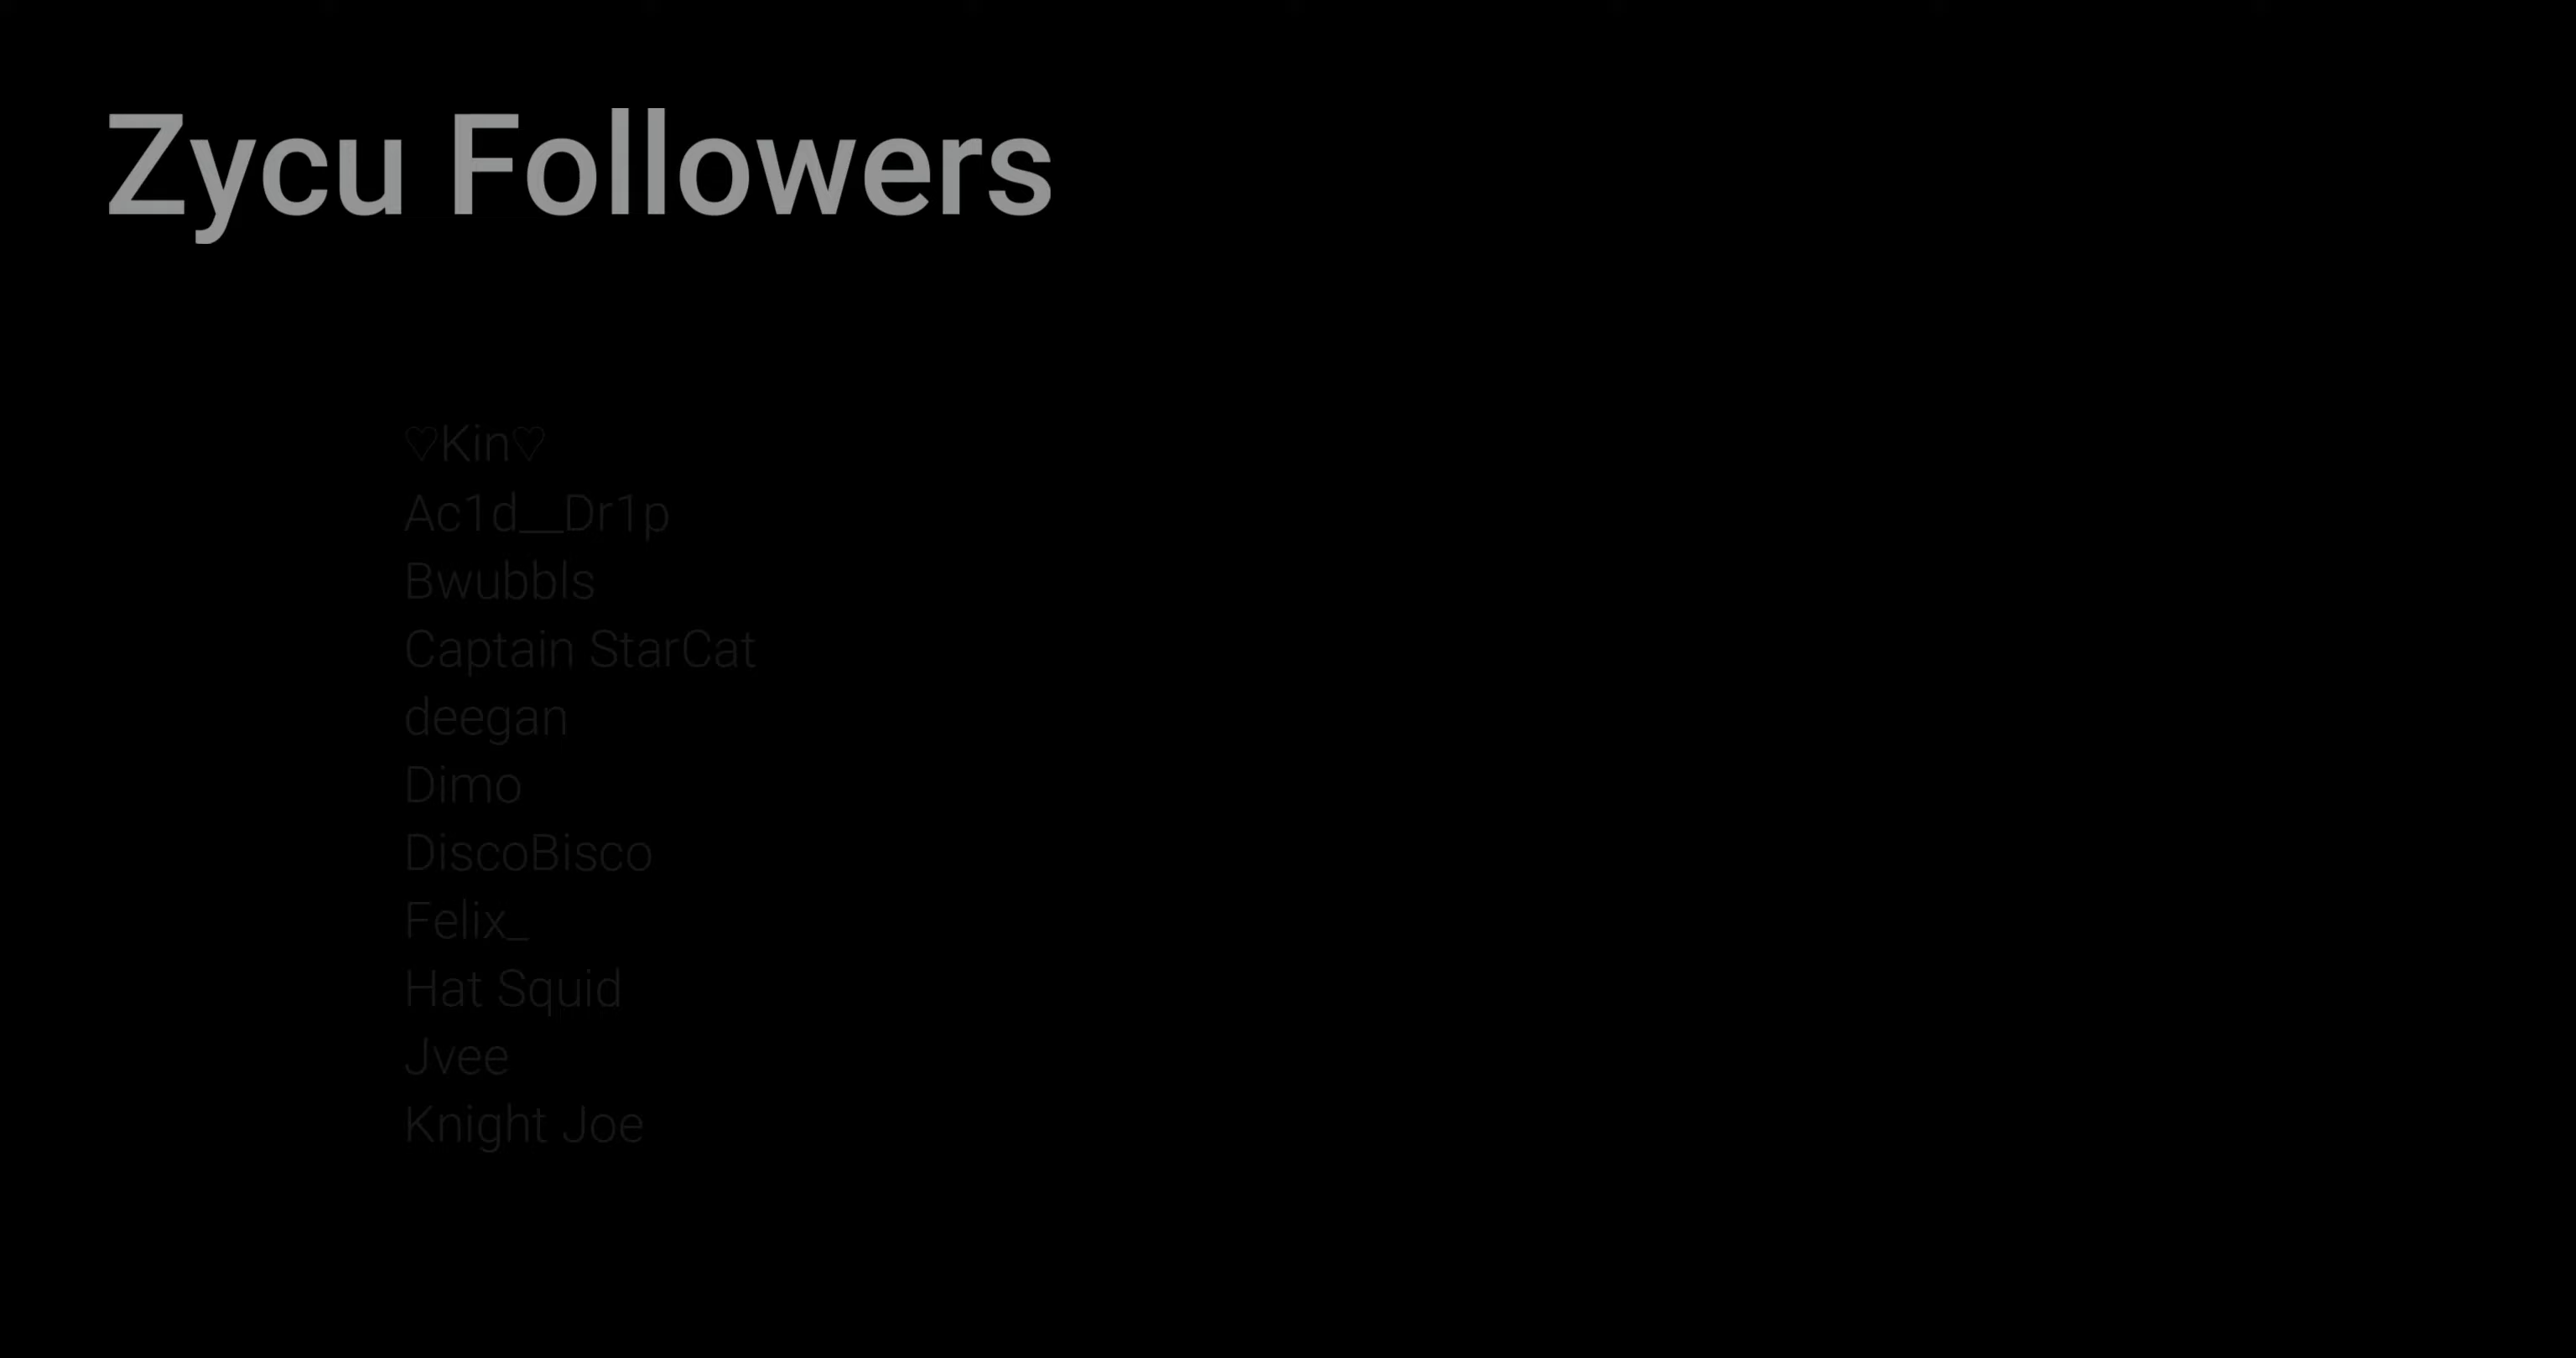 Zycu Followers
♡Kin♡
Ac1d__Dr1p
Bwubbls
Captain StarCat
deegan
Dimo
DiscoBisco
Felix_
Hat Squid
Jvee
Knight Joe